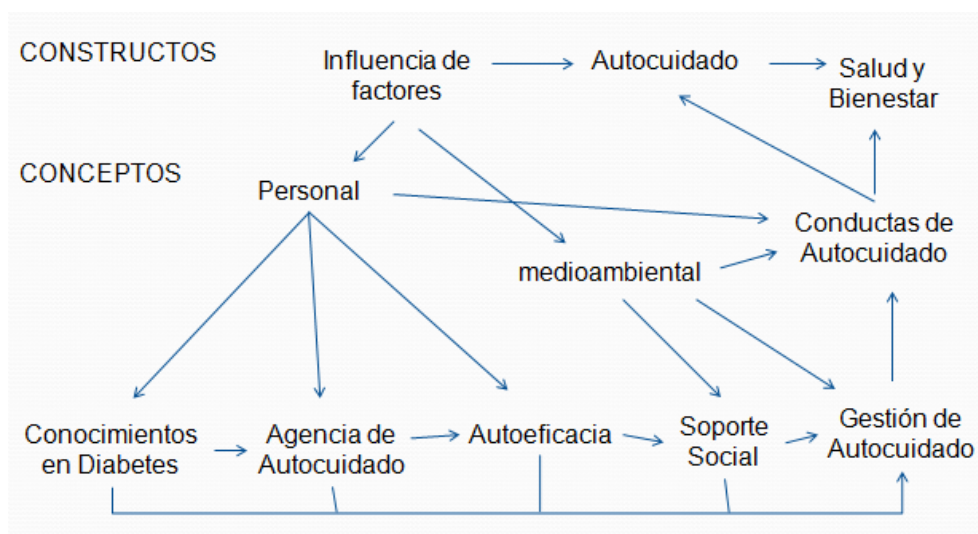 CONSTRUCTOS
Influencia de
factores
Autocuidado
Salud y
Bienestar
CONCEPTOS
Personal
Conductas de
Autocuidado
medioambiental
Conocimientos
en Diabetes
Agencia de
Autocuidado
Autoeficacia
Soporte
Social
Gestión de
Autocuidado